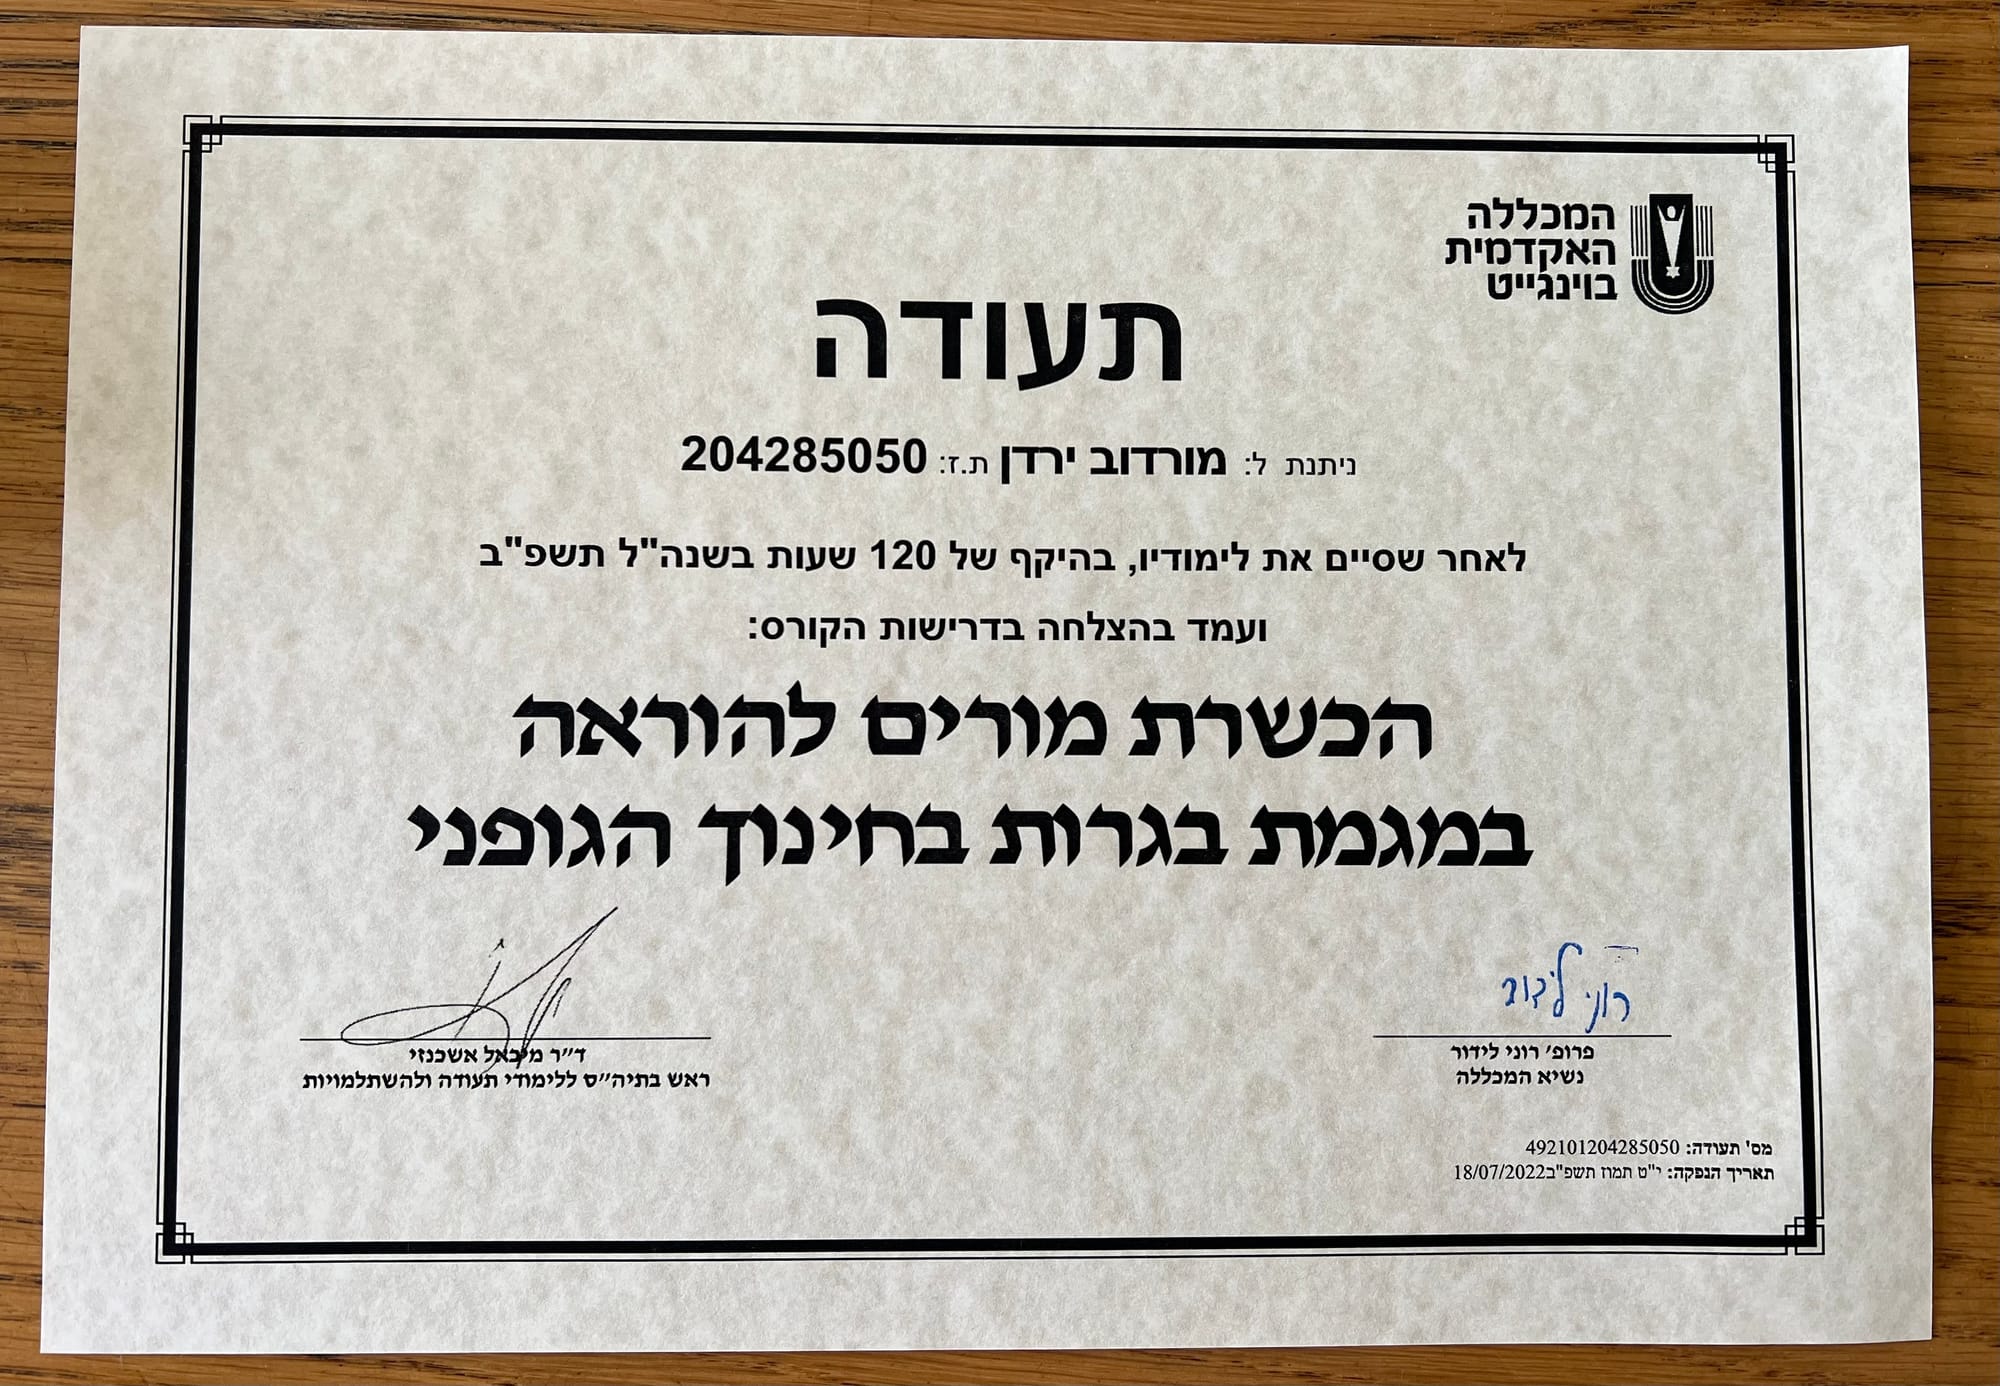 המכללה
האקדמית
בוינגייט
תעודה
ניתנת ל: מורדוב ירדן ת.ז: 204285050
לאחר שסיים את לימודיו, בהיקף של 120 שעות בשנה"ל תשפ"ב
ועמד בהצלחה בדרישות הקורס:
הכשרת מורים להוראה
במגמת בגרות בחינוך הגופני
רוני לידור
פרופ׳ רוני לידור
נשיא המכללה
ד״ר מיכאל אשכנזי
ראש בתיה״ס ללימודי תעודה ולהשתלמויות
מס' תעודה: 492101204285050
תאריך הנפקה: י"ט תמוז תשפ"ב18/07/2022